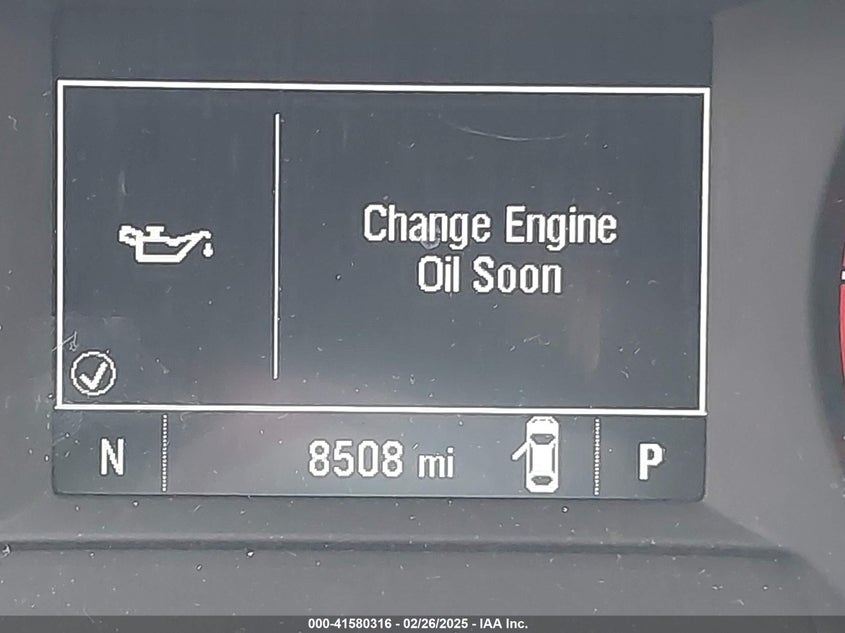 Change Engine
Oil Soon
N 8508 mi P
000-41580316 - 02/26/2025 - IAA Inc.